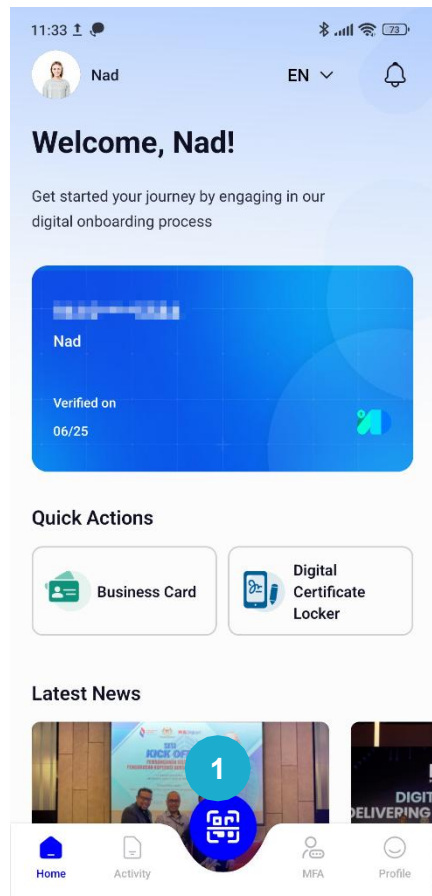 11:33
73
Nad
EN
Welcome, Nad!
Get started your journey by engaging in our
digital onboarding process
Nad
Verified on
06/25
Quick Actions
Business Card
Digital
Certificate
Locker
Latest News
SESI
KICK OFF
1
DIGIT
DELIVERING
Home
Activity
MFA
Profile